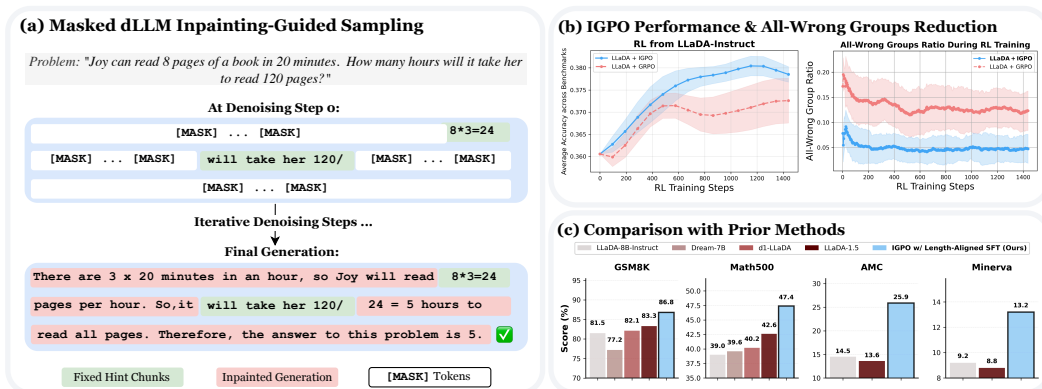 (a) Masked dLLM Inpainting-Guided Sampling
Problem: "Joy can read 8 pages of a book in 20 minutes. How many hours will it take her
to read 120 pages?"
At Denoising Step 0:
[MASK] ... [MASK] 8*3=24
[MASK] ... [MASK] will take her 120/ [MASK] ... [MASK]
[MASK] ... [MASK]
Iterative Denoising Steps ...
Final Generation:
There are 3 x 20 minutes in an hour, so Joy will read 8*3=24
pages per hour. So,it will take her 120/ 24 = 5 hours to
read all pages. Therefore, the answer to this problem is 5.
Fixed Hint Chunks Inpainted Generation [MASK] Tokens
(b) IGPO Performance & All-Wrong Groups Reduction
RL from LLaDA-Instruct
LLaDA + IGPO
LLaDA + GRPO
Average Accuracy across Benchmarks
0.380
0.375
0.370
0.365
0.360
0 200 400 600 800 1000 1200 1400
RL Training Steps
All-Wrong Groups Ratio During RL Training
LLaDA + IGPO
LLaDA + GRPO
All-Wrong Group Ratio
0.20
0.15
0.10
0.05
0 200 400 600 800 1000 1200 1400
RL Training Steps
(c) Comparison with Prior Methods
LLaDA-8B-Instruct Dream-7B d1-LLaDA LLaDA-1.5 IGPO w/ Length-Aligned SFT (Ours)
GSM8K
Score (%)
95
90
85
80
75
70
81.5 77.2 82.1 83.3 86.8
Math500
50.0
47.5
45.0
42.5
40.0
37.5
35.0
39.0 39.6 40.2 42.6 47.4
AMC
30
25
20
15
10
14.5 13.6 25.9
Minerva
14
12
10
8
9.2 8.8 13.2